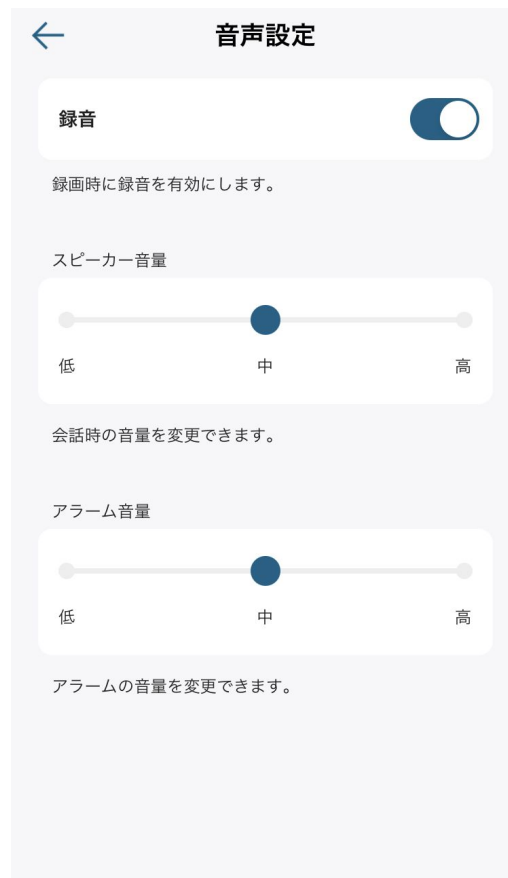 音声設定
録音
録画時に録音を有効にします。
スピーカー音量
低 中 高
会話時の音量を変更できます。
アラーム音量
低 中 高
アラームの音量を変更できます。